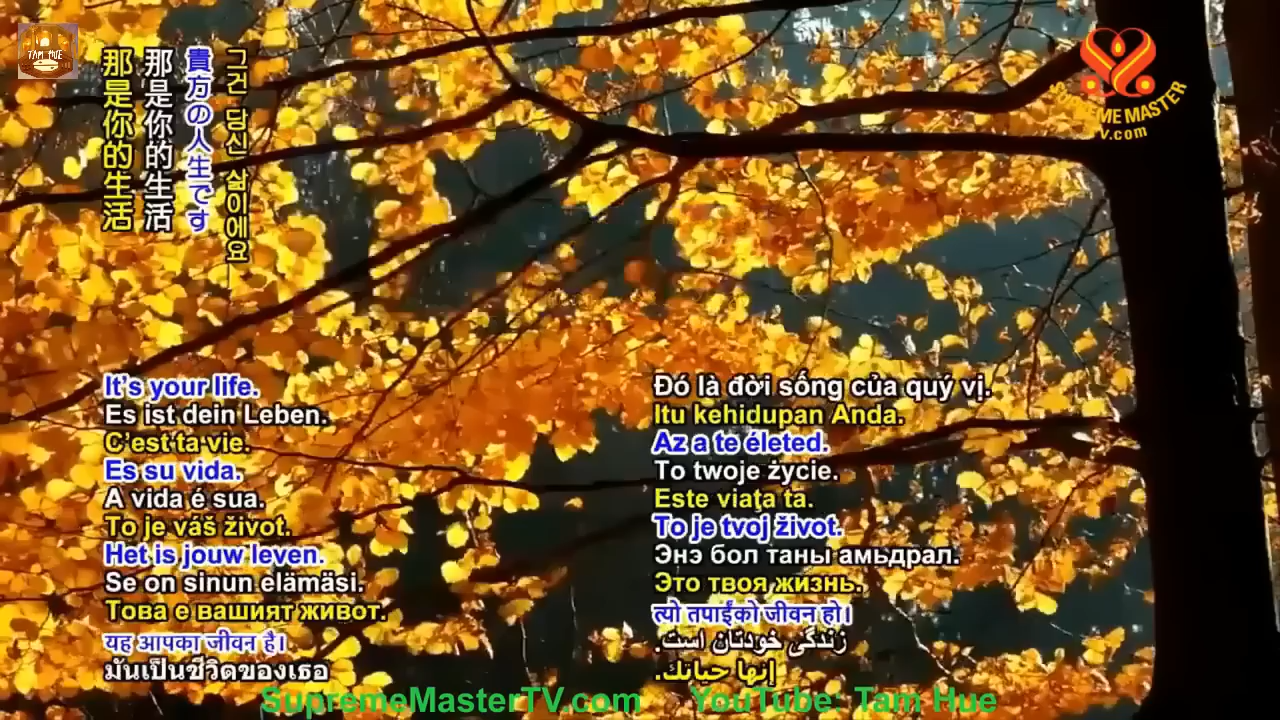 TAM HUE
SUPREME MASTER
TV.com
그건 당신 삶이에요
貴方の人生です
那是你的生活
那是你的生活
It's your life.
Es ist dein Leben.
C'est ta vie.
Es su vida.
A vida é sua.
To je váš život.
Het is jouw leven.
Se on sinun elämäsi.
Това е вашият живот.
यह आपका जीवन है।
มันเป็นชีวิตของเธอ
Đó là đời sống của quý vị.
Itu kehidupan Anda.
Az a te életed.
To twoje życie.
Este viaţa ta.
To je tvoj život.
Энэ бол таны амьдрал.
Это твоя жизнь.
त्यो तपाईंको जीवन हो।
زندگی خودتان است.
إنها حياتك.
SupremeMasterTV.com YouTube: Tam Hue